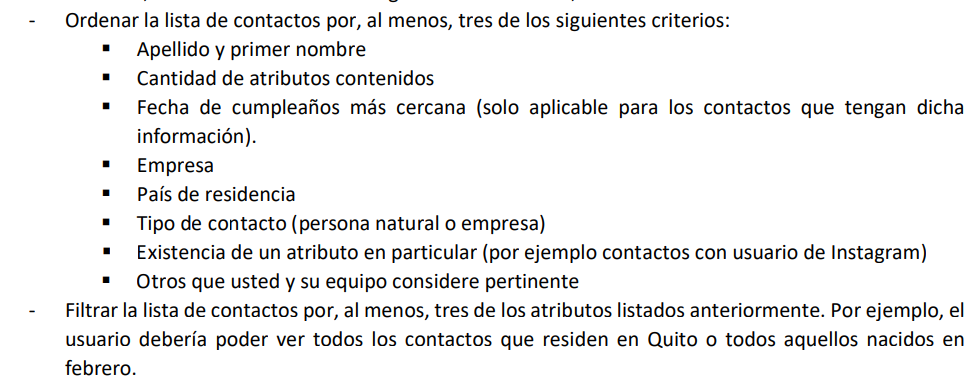 - Ordenar la lista de contactos por, al menos, tres de los siguientes criterios:
▪ Apellido y primer nombre
▪ Cantidad de atributos contenidos
▪ Fecha de cumpleaños más cercana (solo aplicable para los contactos que tengan dicha
información).
▪ Empresa
▪ País de residencia
▪ Tipo de contacto (persona natural o empresa)
▪ Existencia de un atributo en particular (por ejemplo contactos con usuario de Instagram)
▪ Otros que usted y su equipo considere pertinente
- Filtrar la lista de contactos por, al menos, tres de los atributos listados anteriormente. Por ejemplo, el
usuario debería poder ver todos los contactos que residen en Quito o todos aquellos nacidos en
febrero.